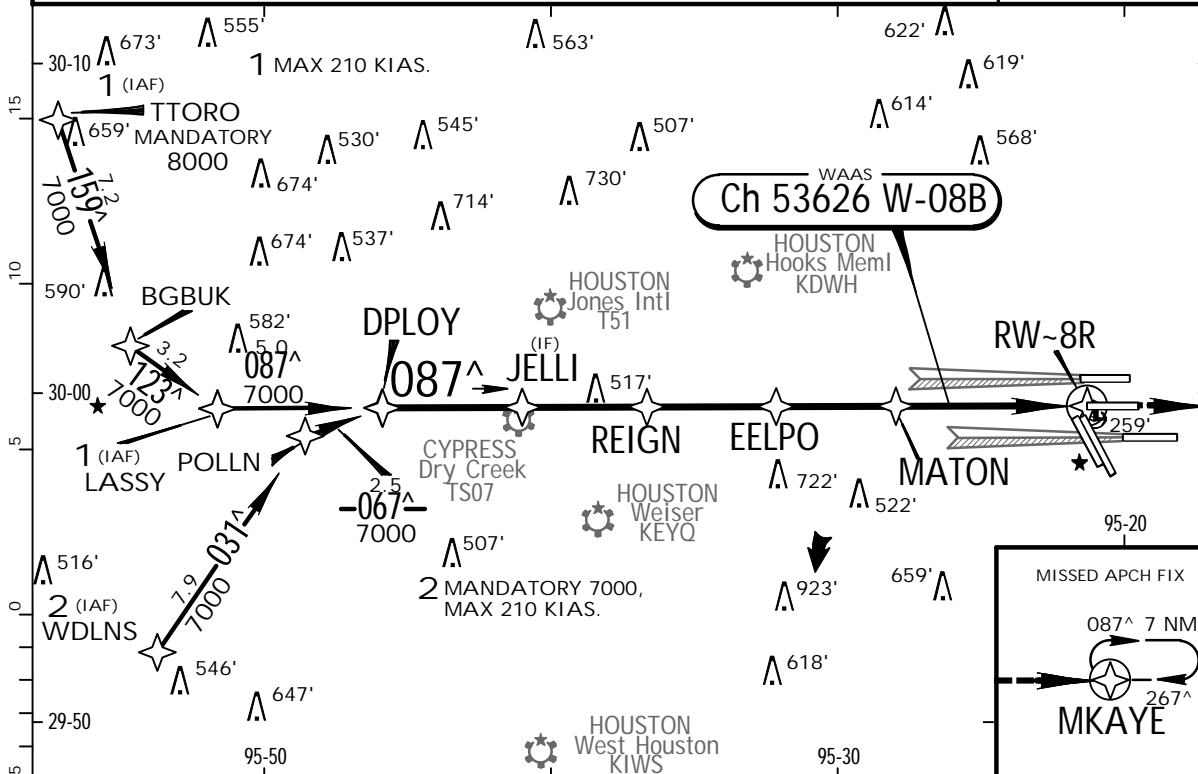 555'
622'
673'
563'
30-10
1 MAX 210 KIAS.
619'
1 (IAF)
15
TTORO
MANDATORY
8000
659'
614'
530'
545'
507'
568'
674'
730'
WAAS
Ch 53626 W-08B
159^
7.2
7000
714'
674'
537'
HOUSTON
Hooks Meml
KDWH
10
590'
HOUSTON
Jones Intl
T51
BGBUK
582'
DPLOY
RW~8R
3.2
123^
7000
5.0
087^
7000
087^
(IF)
JELLI
517'
30-00
259'
1 (IAF)
LASSY
POLLN
REIGN
EELPO
MATON
5
CYPRESS
Dry Creek
TS07
2.5
067^
7000
722'
522'
HOUSTON
Weiser
KEYQ
95-20
031^
7.9
7000
516'
507'
2 MANDATORY 7000,
MAX 210 KIAS.
923'
659'
MISSED APCH FIX
0
2 (IAF)
WDLNS
087^ 7 NM
267^
MKAYE
546'
618'
647'
29-50
HOUSTON
West Houston
KIWS
95-50
95-30
5